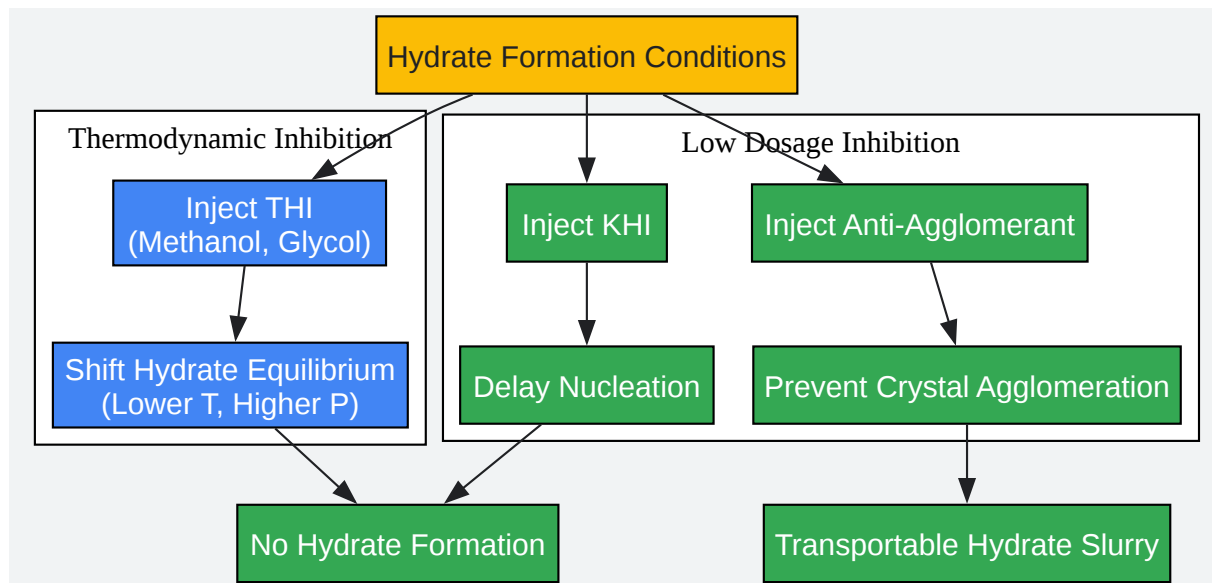 Hydrate Formation Conditions
Thermodynamic Inhibition
Low Dosage Inhibition
Inject THI
(Methanol, Glycol)
Inject KHI
Inject Anti-Agglomerant
Shift Hydrate Equilibrium
(Lower T, Higher P)
Delay Nucleation
Prevent Crystal Agglomeration
No Hydrate Formation
Transportable Hydrate Slurry